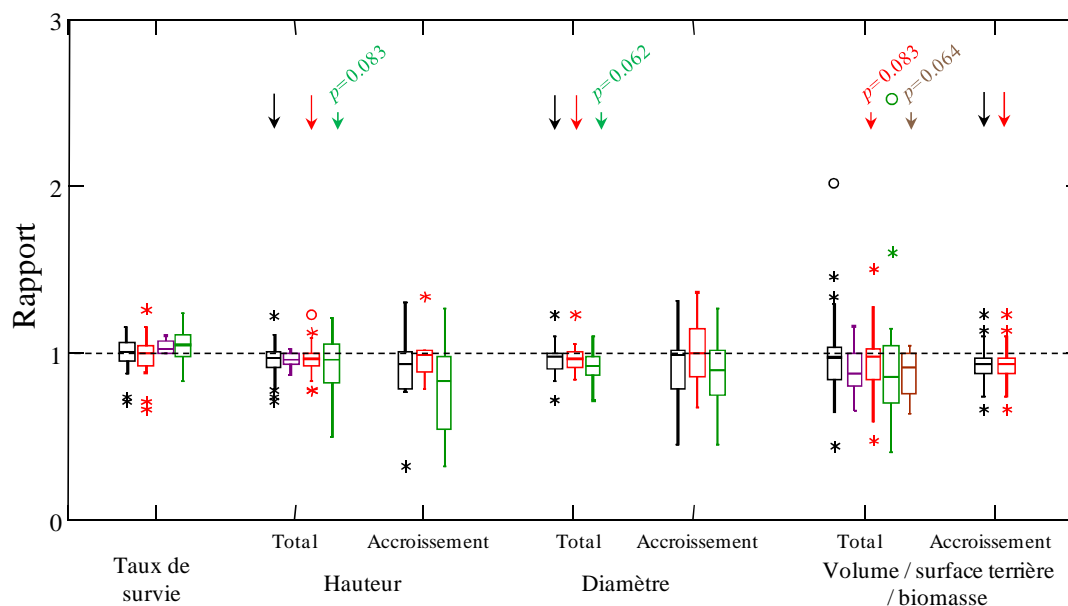 3
2
1
0
Rapport
p=0.083
p=0.062
p=0.083
p=0.064
Total
Accroissement
Total
Accroissement
Total
Accroissement
Taux de
survie
Hauteur
Diamètre
Volume / surface terrière
/ biomasse